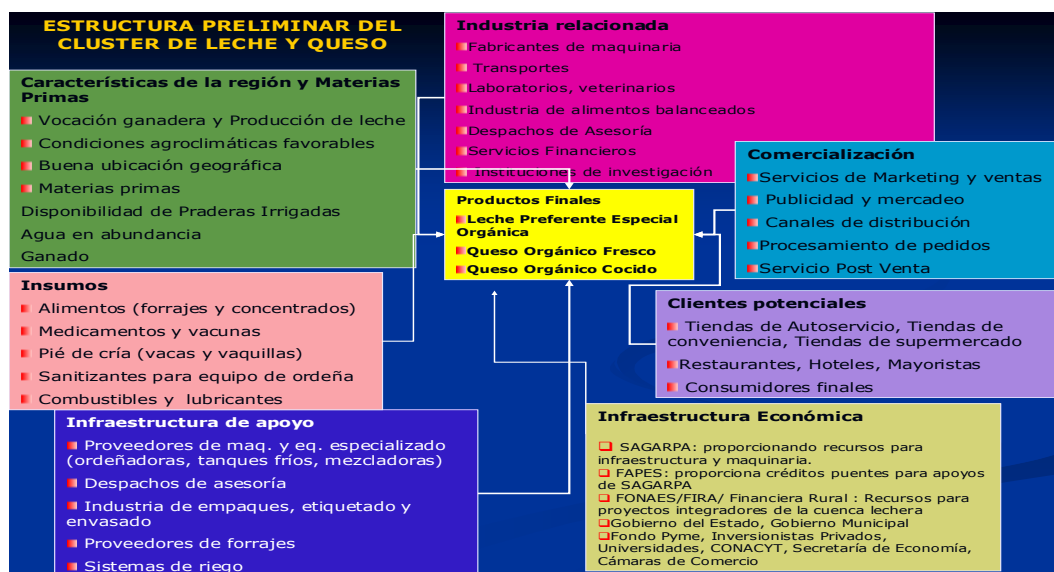 ESTRUCTURA PRELIMINAR DEL
CLUSTER DE LECHE Y QUESO
Características de la región y Materias
Primas
Vocación ganadera y Producción de leche
Condiciones agroclimáticas favorables
Buena ubicación geográfica
Materias primas
Disponibilidad de Praderas Irrigadas
Agua en abundancia
Ganado
Insumos
Alimentos (forrajes y concentrados)
Medicamentos y vacunas
Pié de cría (vacas y vaquillas)
Sanitizantes para equipo de ordeña
Combustibles y lubricantes
Infraestructura de apoyo
Proveedores de maq. y eq. especializado
(ordeñadoras, tanques fríos, mezcladoras)
Despachos de asesoría
Industria de empaques, etiquetado y
envasado
Proveedores de forrajes
Sistemas de riego
Industria relacionada
Fabricantes de maquinaria
Transportes
Laboratorios, veterinarios
Industria de alimentos balanceados
Despachos de Asesoría
Servicios Financieros
Instituciones de investigación
Productos Finales
Leche Preferente Especial
Orgánica
Queso Orgánico Fresco
Queso Orgánico Cocido
Comercialización
Servicios de Marketing y ventas
Publicidad y mercadeo
Canales de distribución
Procesamiento de pedidos
Servicio Post Venta
Clientes potenciales
Tiendas de Autoservicio, Tiendas de
conveniencia, Tiendas de supermercado
Restaurantes, Hoteles, Mayoristas
Consumidores finales
Infraestructura Económica
SAGARPA: proporcionando recursos para
infraestructura y maquinaria.
FAPES: proporciona créditos puentes para apoyos
de SAGARPA
FONAES/FIRA/ Financiera Rural : Recursos para
proyectos integradores de la cuenca lechera
Gobierno del Estado, Gobierno Municipal
Fondo Pyme, Inversionistas Privados,
Universidades, CONACYT, Secretaría de Economía,
Cámaras de Comercio